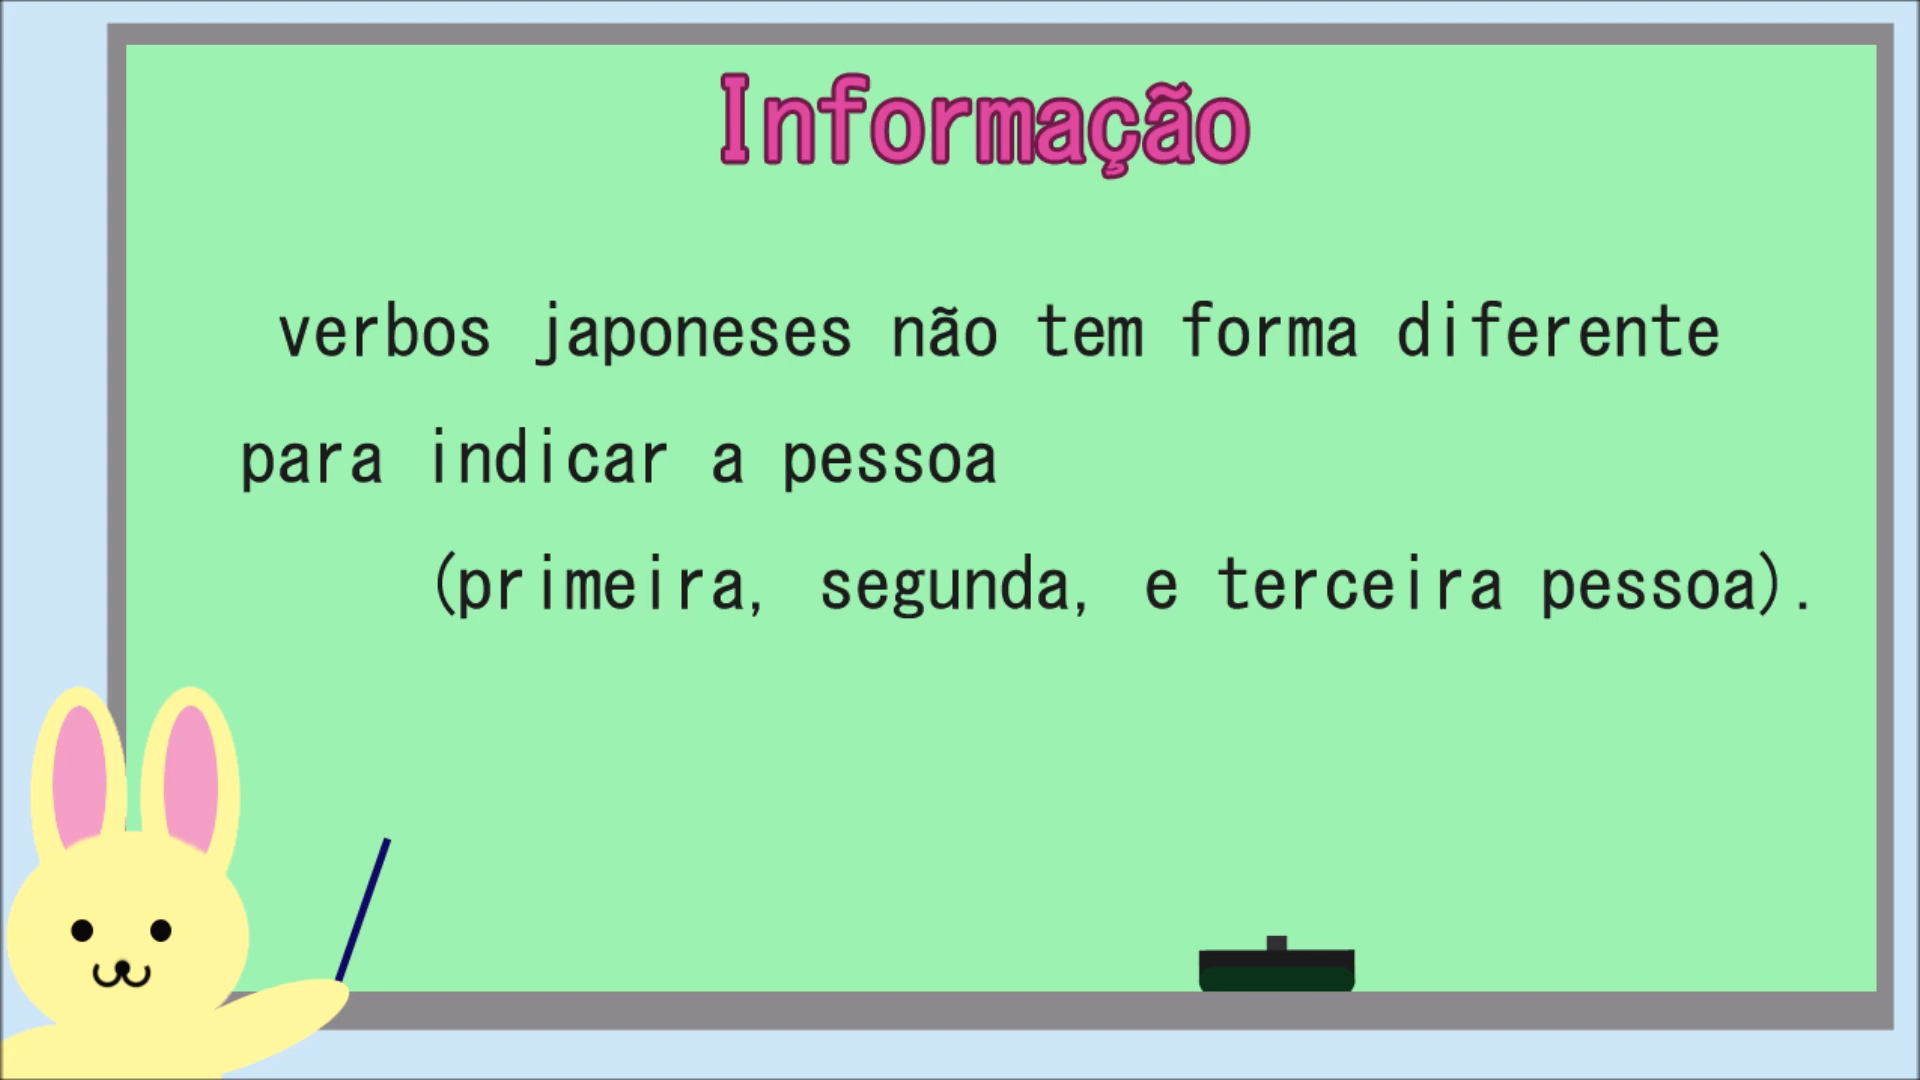 Informação
verbos japoneses não tem forma diferente
para indicar a pessoa
(primeira, segunda, e terceira pessoa).